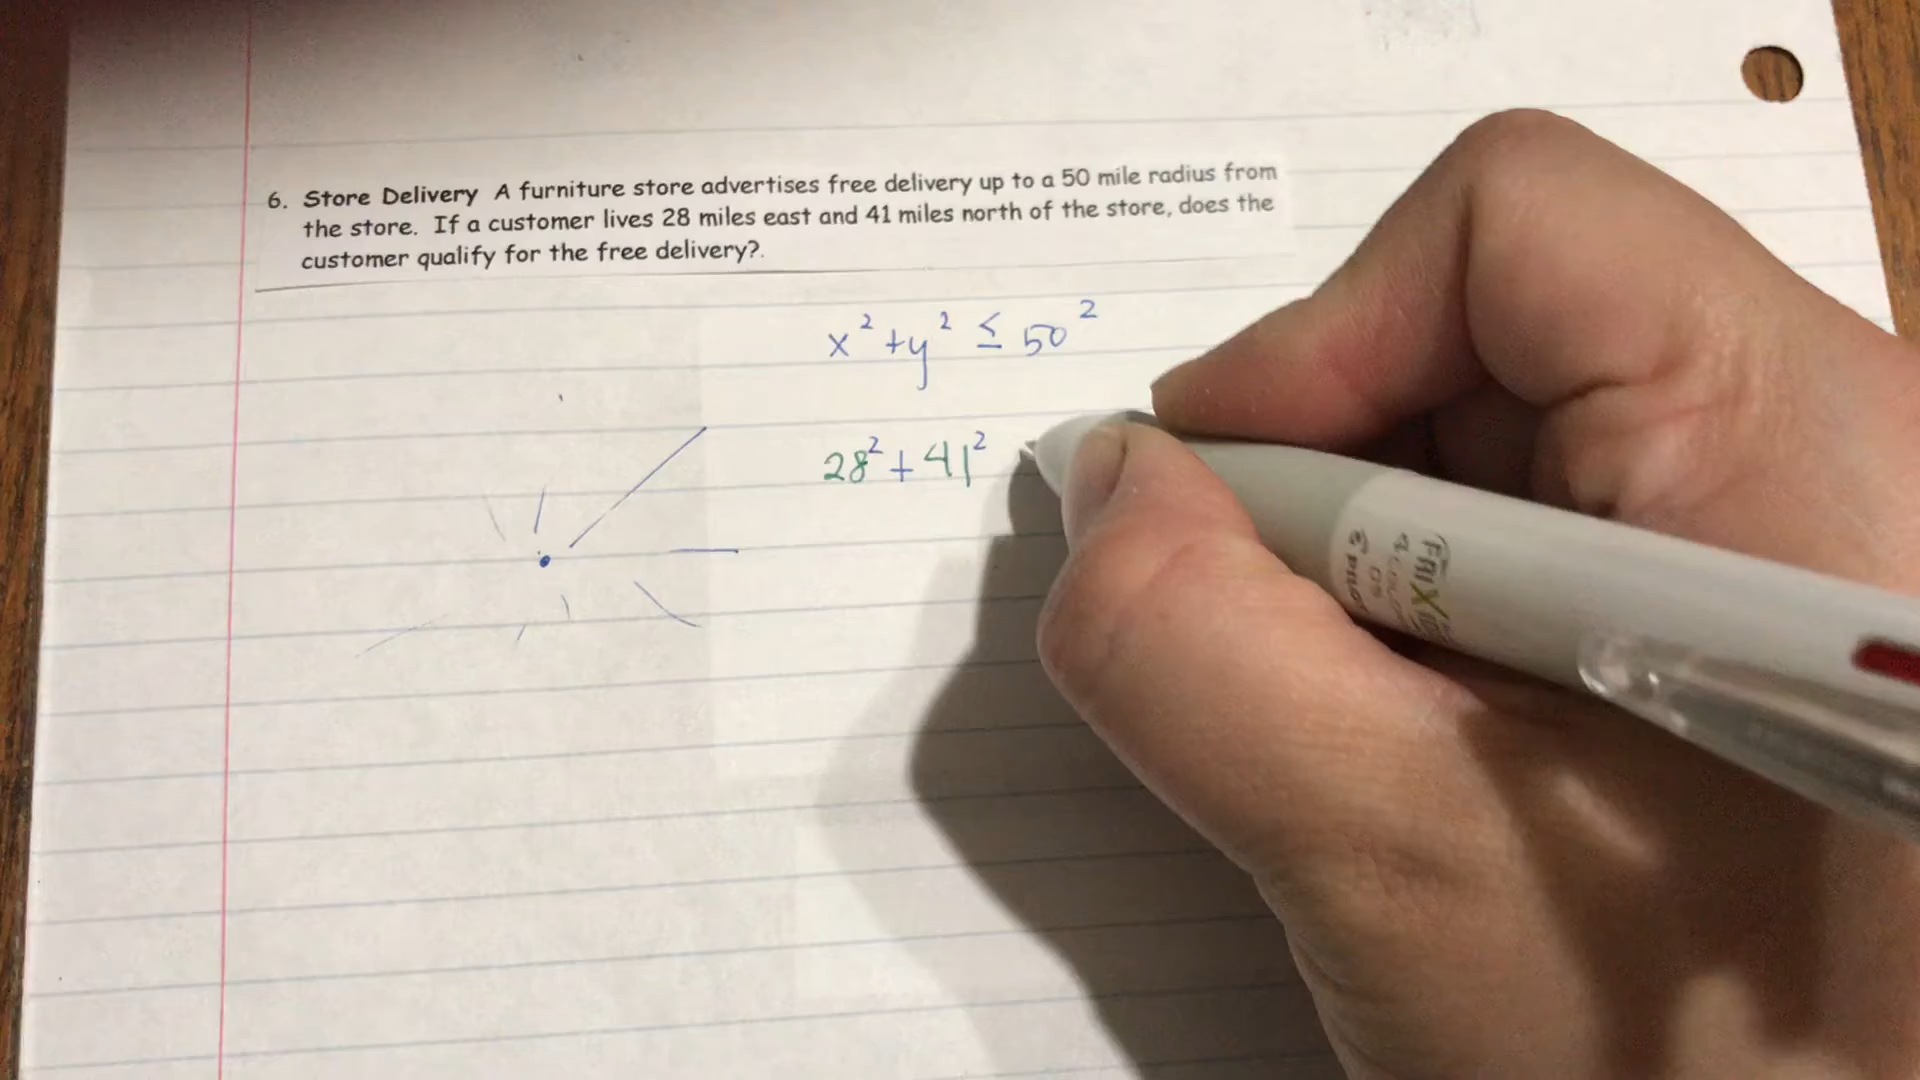 6. Store Delivery A furniture store advertises free delivery up to a 50 mile radius from
the store. If a customer lives 28 miles east and 41 miles north of the store, does the
customer qualify for the free delivery?.
x² + y² ≤ 50²
28² + 41²
FRIXION
PILOT